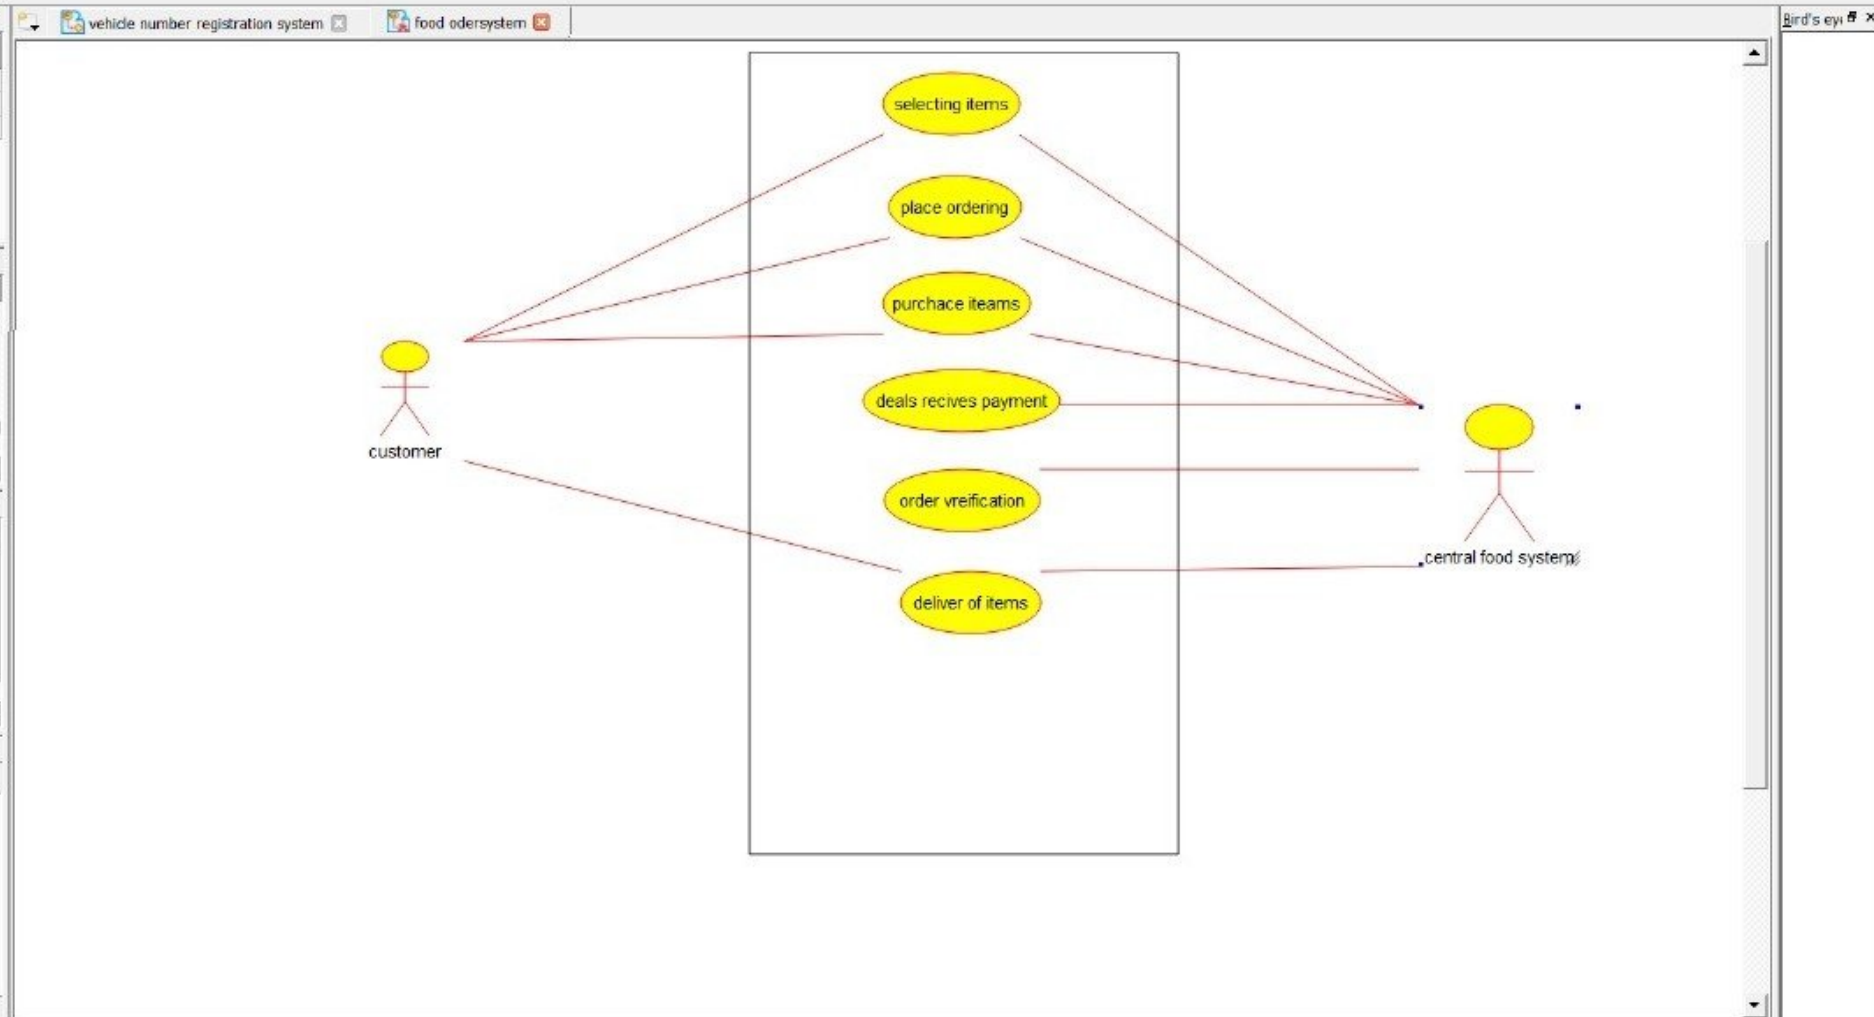 vehicle number registration system
food odersystem
Bird's eye
selecting items
place ordering
purchace iteams
deals recives payment
customer
order vreification
central food system
deliver of items